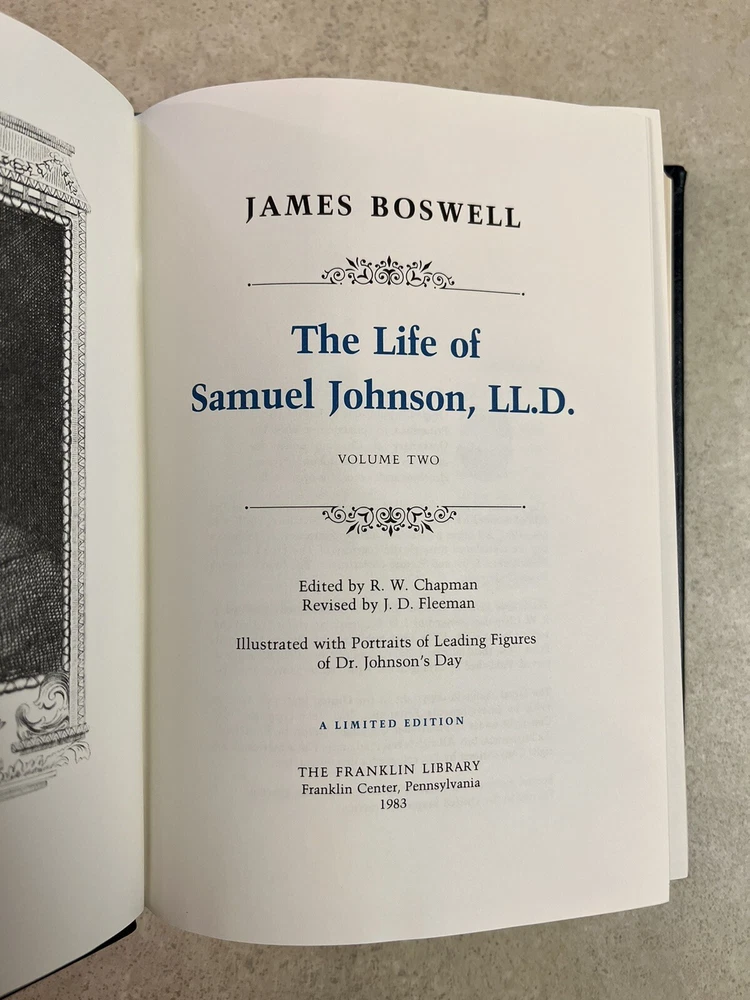 JAMES BOSWELL
The Life of
Samuel Johnson, LL.D.
VOLUME TWO
Edited by R. W. Chapman
Revised by J. D. Fleeman
Illustrated with Portraits of Leading Figures
of Dr. Johnson's Day
A LIMITED EDITION
THE FRANKLIN LIBRARY
Franklin Center, Pennsylvania
1983